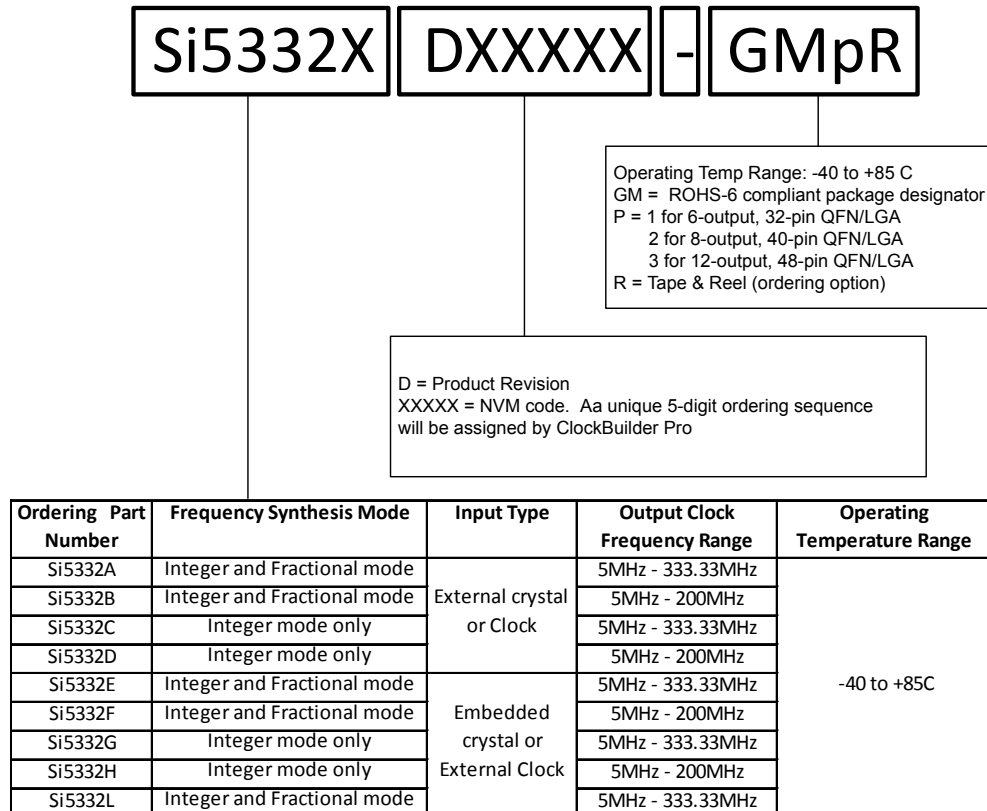 Si5332X DXXXXX - GMpR
Operating Temp Range: -40 to +85 C
GM = ROHS-6 compliant package designator
P = 1 for 6-output, 32-pin QFN/LGA
2 for 8-output, 40-pin QFN/LGA
3 for 12-output, 48-pin QFN/LGA
R = Tape & Reel (ordering option)
D = Product Revision
XXXXX = NVM code. Aa unique 5-digit ordering sequence
will be assigned by ClockBuilder Pro
Ordering Part Number Frequency Synthesis Mode Input Type Output Clock Frequency Range Operating Temperature Range
Si5332A Integer and Fractional mode External crystal or Clock 5MHz - 333.33MHz -40 to +85C
Si5332B Integer and Fractional mode 5MHz - 200MHz
Si5332C Integer mode only 5MHz - 333.33MHz
Si5332D Integer mode only 5MHz - 200MHz
Si5332E Integer and Fractional mode Embedded crystal or External Clock 5MHz - 333.33MHz
Si5332F Integer and Fractional mode 5MHz - 200MHz
Si5332G Integer mode only 5MHz - 333.33MHz
Si5332H Integer mode only 5MHz - 200MHz
Si5332L Integer and Fractional mode 5MHz - 333.33MHz